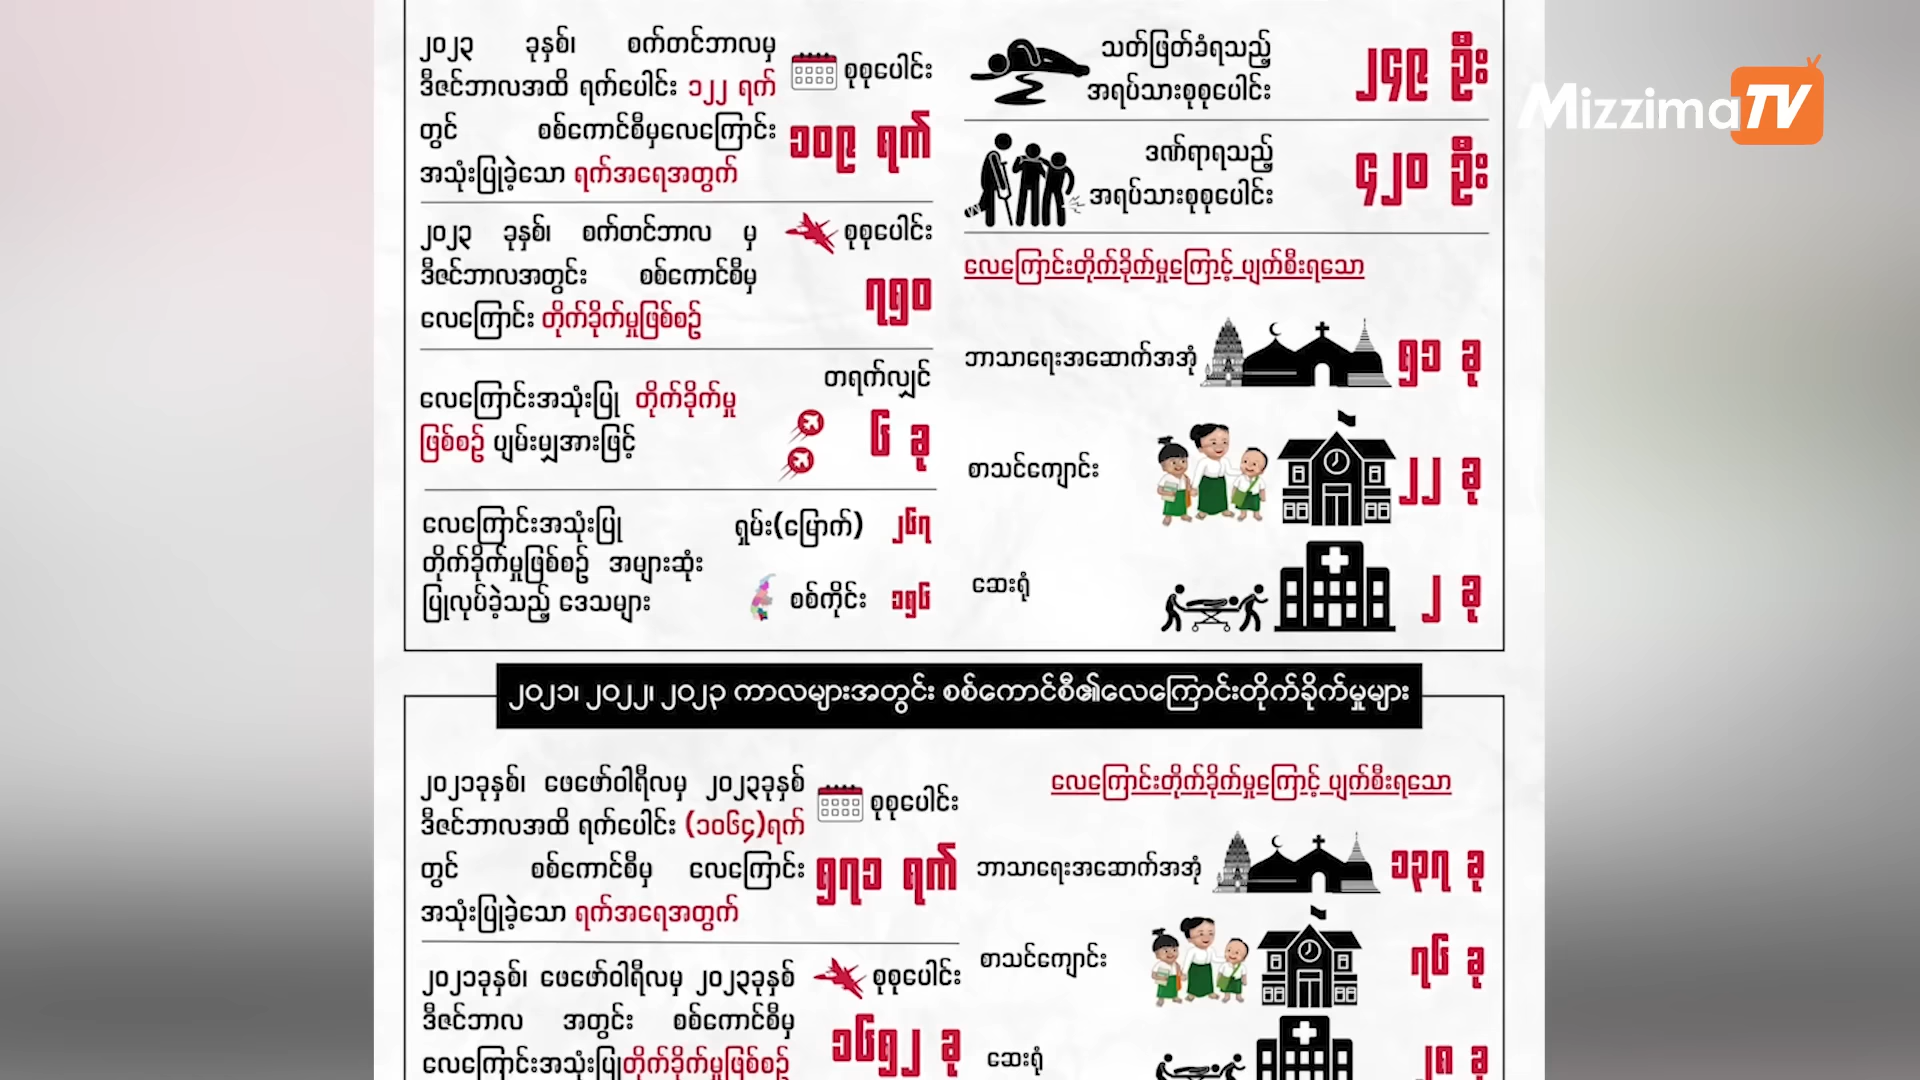 ၂၀၂၃ ခုနှစ်၊ စက်တင်ဘာလမှ
ဒီဇင်ဘာလအထိ ရက်ပေါင်း ၁၂၂ ရက်
တွင် စစ်ကောင်စီမှလေကြောင်း
အသုံးပြုခဲ့သော ရက်အရေအတွက်
စုစုပေါင်း
၁၀၉ ရက်
၂၀၂၃ ခုနှစ်၊ စက်တင်ဘာလ မှ
ဒီဇင်ဘာလအတွင်း စစ်ကောင်စီမှ
လေကြောင်း တိုက်ခိုက်မှုဖြစ်စဉ်
စုစုပေါင်း
၇၅၀
လေကြောင်းအသုံးပြု တိုက်ခိုက်မှု
ဖြစ်စဉ် ပျမ်းမျှအားဖြင့်
တရက်လျှင်
၆ ခု
လေကြောင်းအသုံးပြု
တိုက်ခိုက်မှုဖြစ်စဉ် အများဆုံး
ပြုလုပ်ခဲ့သည့် ဒေသများ
ရှမ်း(မြောက်) ၂၆၇
စစ်ကိုင်း ၁၅၆
သတ်ဖြတ်ခံရသည့်
အရပ်သားစုစုပေါင်း
၂၄၉ ဦး
ဒဏ်ရာရသည့်
အရပ်သားစုစုပေါင်း
၄၂၀ ဦး
လေကြောင်းတိုက်ခိုက်မှုကြောင့် ပျက်စီးရသော
ဘာသာရေးအဆောက်အအုံ ၅၁ ခု
စာသင်ကျောင်း ၂၂ ခု
ဆေးရုံ ၂ ခု
Mizzima TV
၂၀၂၁၊ ၂၀၂၂၊ ၂၀၂၃ ကာလများအတွင်း စစ်ကောင်စီ၏လေကြောင်းတိုက်ခိုက်မှုများ
၂၀၂၁ခုနှစ်၊ ဖေဖော်ဝါရီလမှ ၂၀၂၃ခုနှစ်
ဒီဇင်ဘာလအထိ ရက်ပေါင်း (၁၀၆၄)ရက်
တွင် စစ်ကောင်စီမှ လေကြောင်း
အသုံးပြုခဲ့သော ရက်အရေအတွက်
စုစုပေါင်း
၅၇၁ ရက်
၂၀၂၁ခုနှစ်၊ ဖေဖော်ဝါရီလမှ ၂၀၂၃ခုနှစ်
ဒီဇင်ဘာလ အတွင်း စစ်ကောင်စီမှ
လေကြောင်းအသုံးပြုတိုက်ခိုက်မှုဖြစ်စဉ်
စုစုပေါင်း
၁၆၅၂ ခု
လေကြောင်းတိုက်ခိုက်မှုကြောင့် ပျက်စီးရသော
ဘာသာရေးအဆောက်အအုံ ၁၃၇ ခု
စာသင်ကျောင်း ၇၆ ခု
ဆေးရုံ ၂၈ ခု